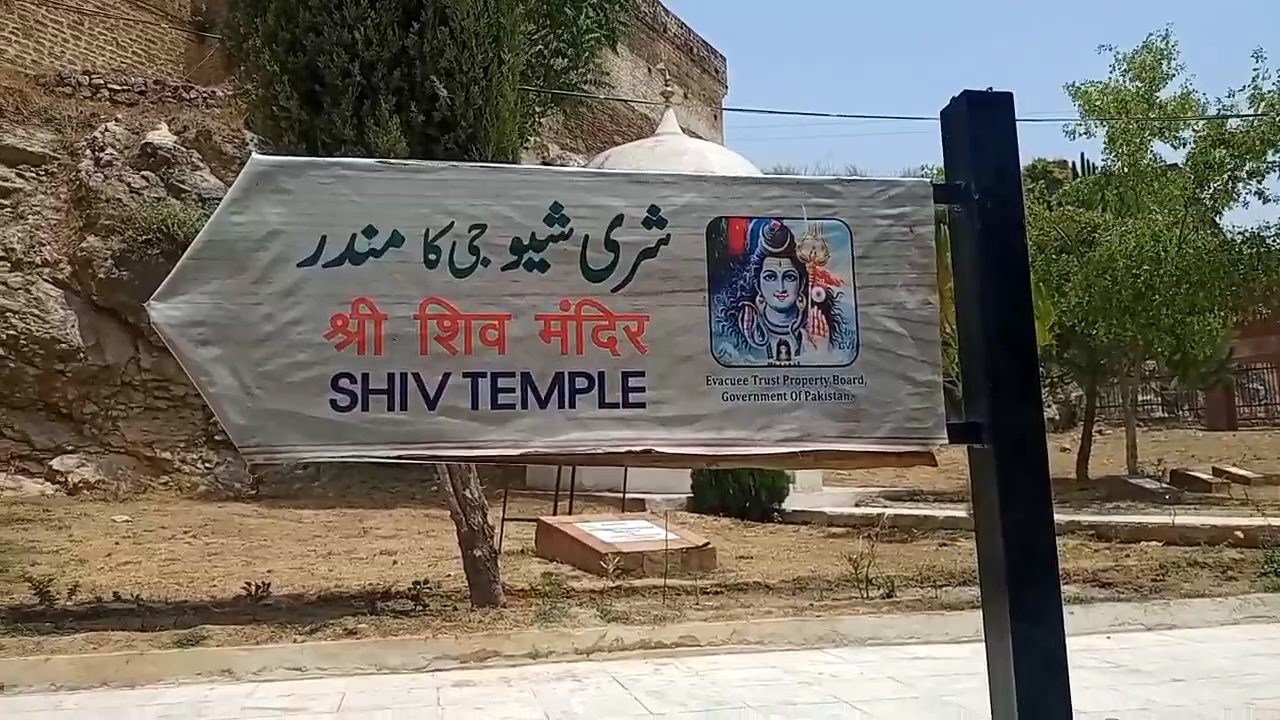 شری شیو جی کا مندر
श्री शिव मंदिर
SHIV TEMPLE
Evacuee Trust Property Board,
Government Of Pakistan.